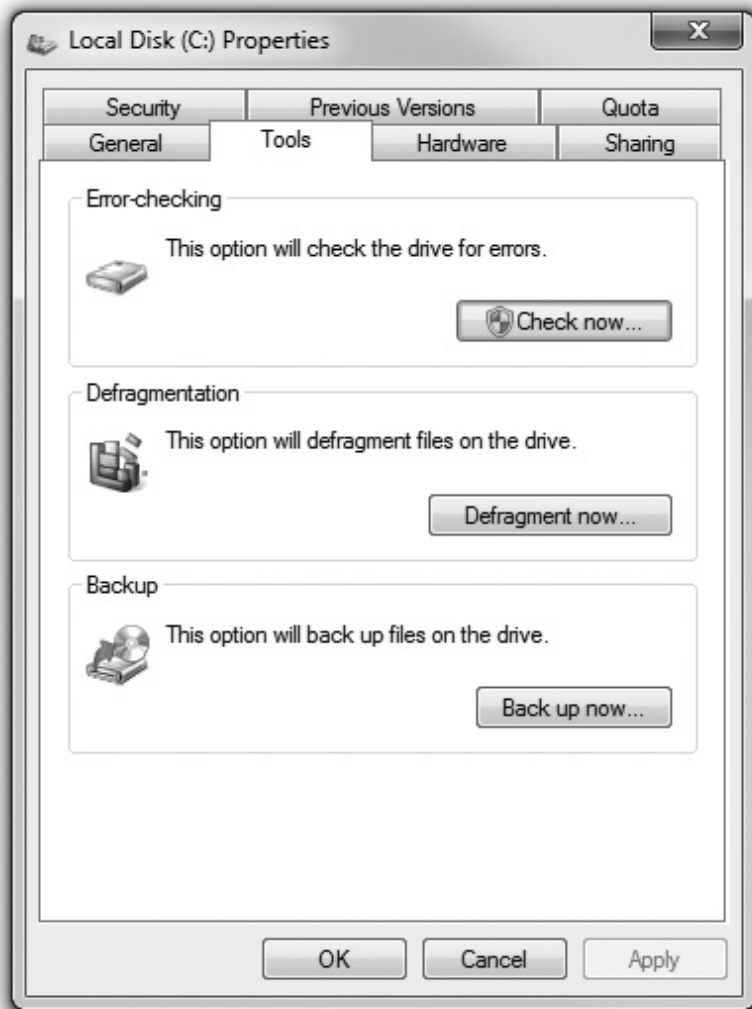 Local Disk (C:) Properties
X
Security Previous Versions Quota
General Tools Hardware Sharing
Error-checking
This option will check the drive for errors.
Check now...
Defragmentation
This option will defragment files on the drive.
Defragment now...
Backup
This option will back up files on the drive.
Back up now...
OK Cancel Apply